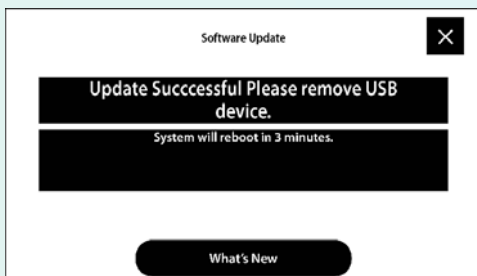 Software Update
Update Succcessful Please remove USB
device.
System will reboot in 3 minutes.
What's New